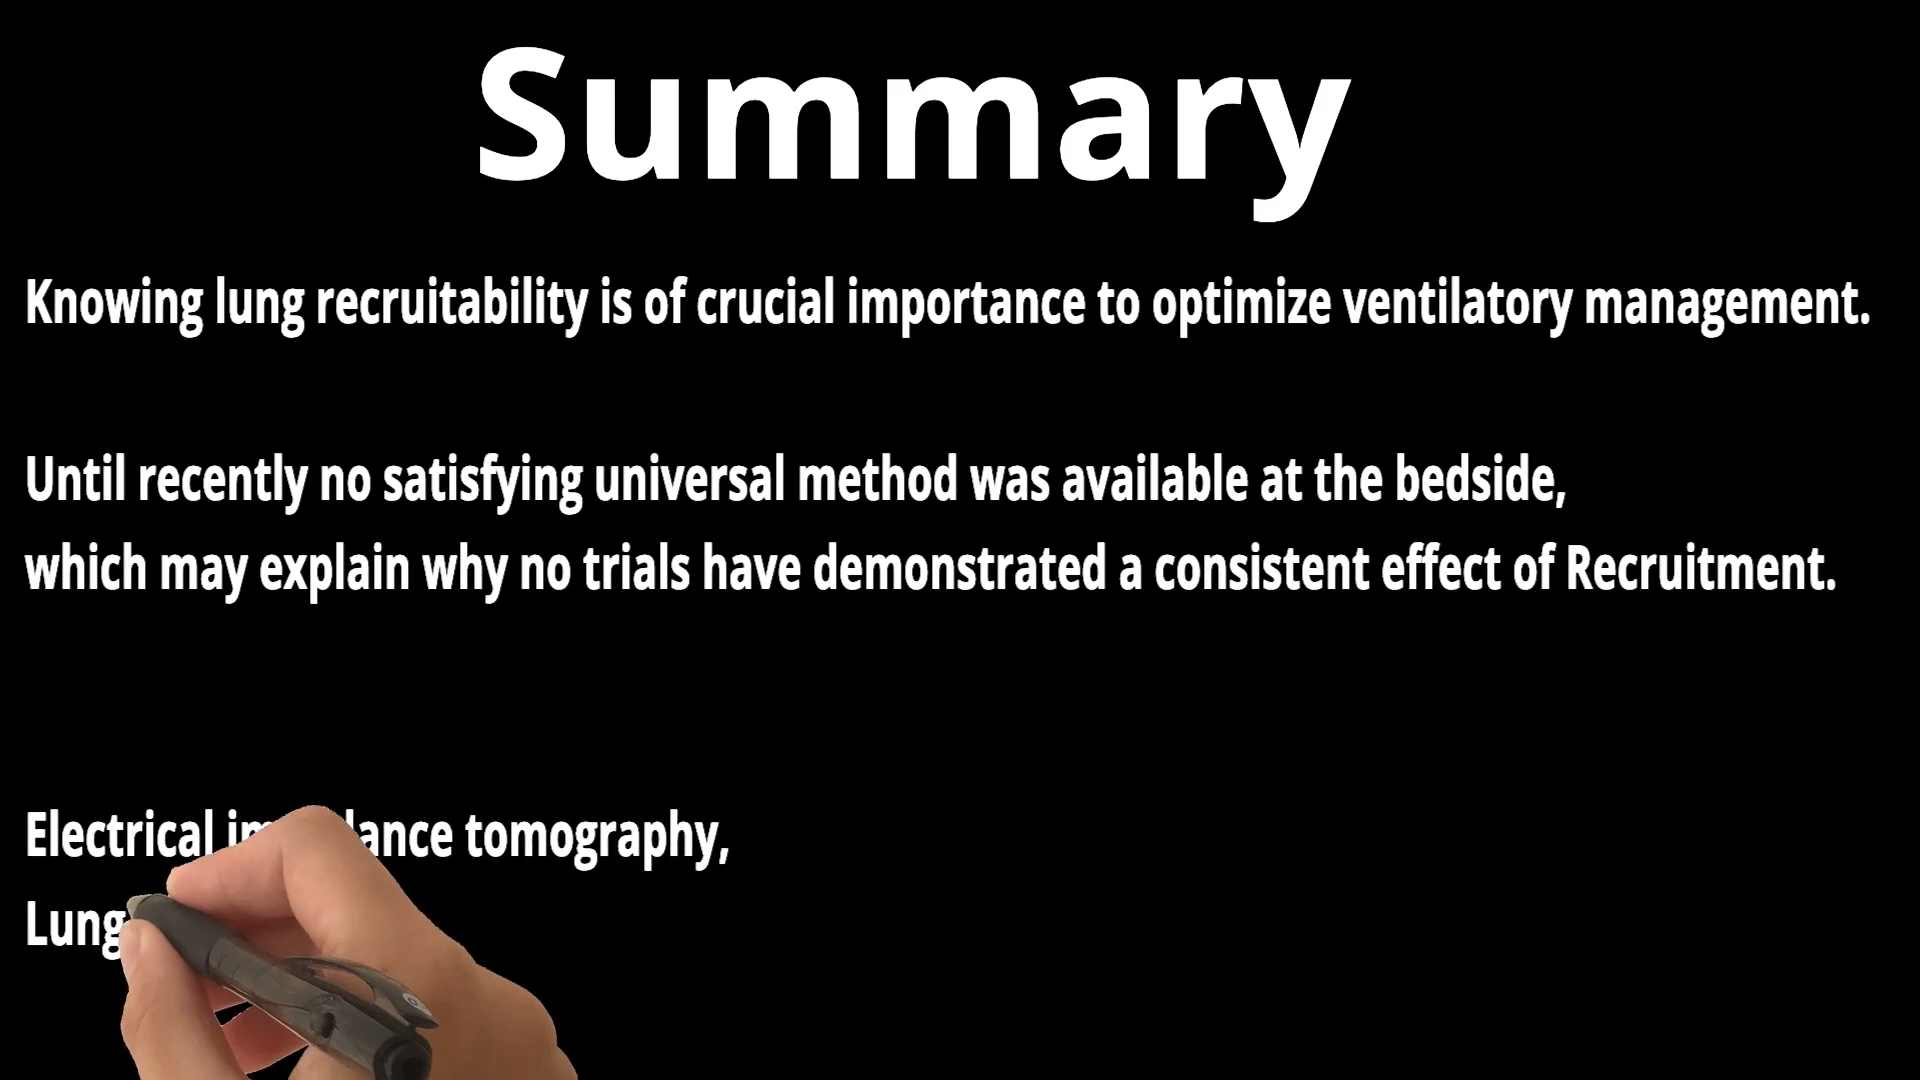 Summary
Knowing lung recruitability is of crucial importance to optimize ventilatory management.
Until recently no satisfying universal method was available at the bedside,
which may explain why no trials have demonstrated a consistent effect of Recruitment.
Electrical tomography,
Lung